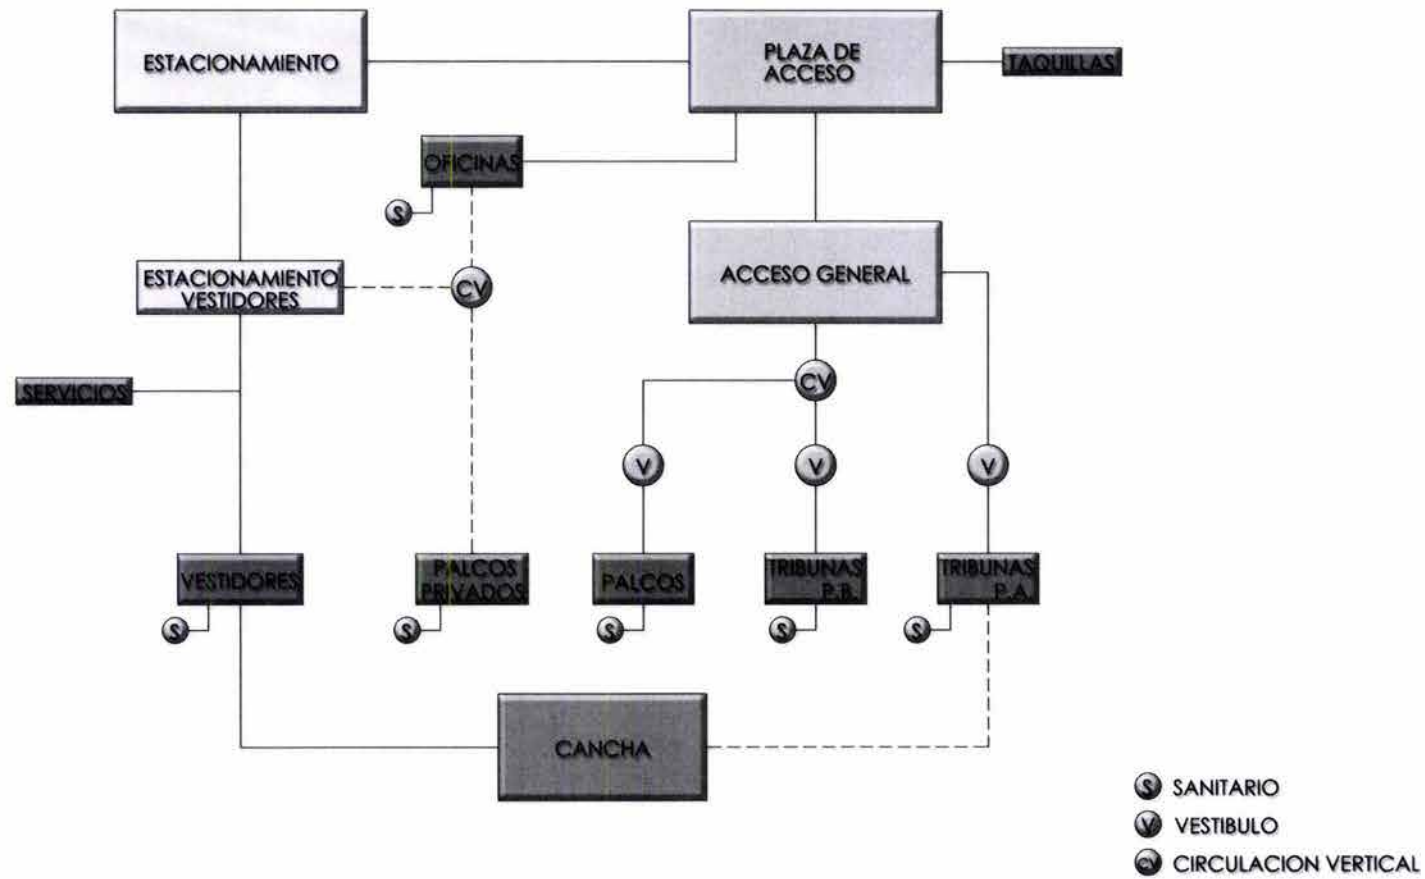 ESTACIONAMIENTO
PLAZA DE
ACCESO
TAQUILLAS
OFICINAS
S
ESTACIONAMIENTO
VESTIDORES
CV
ACCESO GENERAL
SERVICIOS
CV
V
V
V
VESTIDORES
PALCOS
PRIVADOS
PALCOS
TRIBUNAS
P.B.
TRIBUNAS
P.A.
S
S
S
S
S
CANCHA
S SANITARIO
V VESTIBULO
CV CIRCULACION VERTICAL